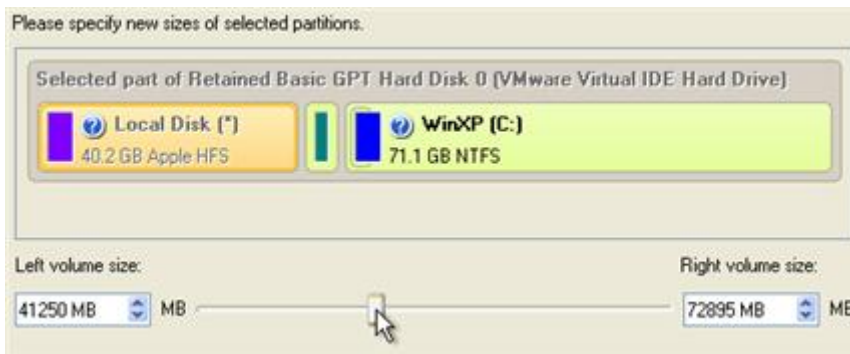 Please specify new sizes of selected partitions.
Selected part of Retained Basic GPT Hard Disk 0 (VMware Virtual IDE Hard Drive)
Local Disk (*)
40.2 GB Apple HFS
WinXP (C:)
71.1 GB NTFS
Left volume size:
Right volume size:
41250 MB MB
72895 MB